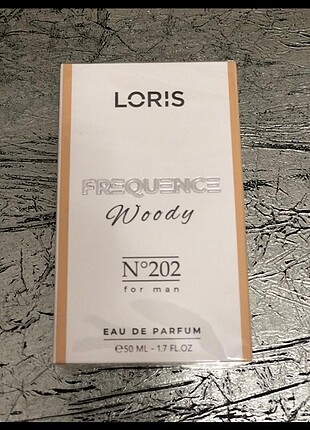 LORIS
FREQUENCE
Woody
N°202
for man
EAU DE PARFUM
℮50 ML - 1.7 FL.OZ